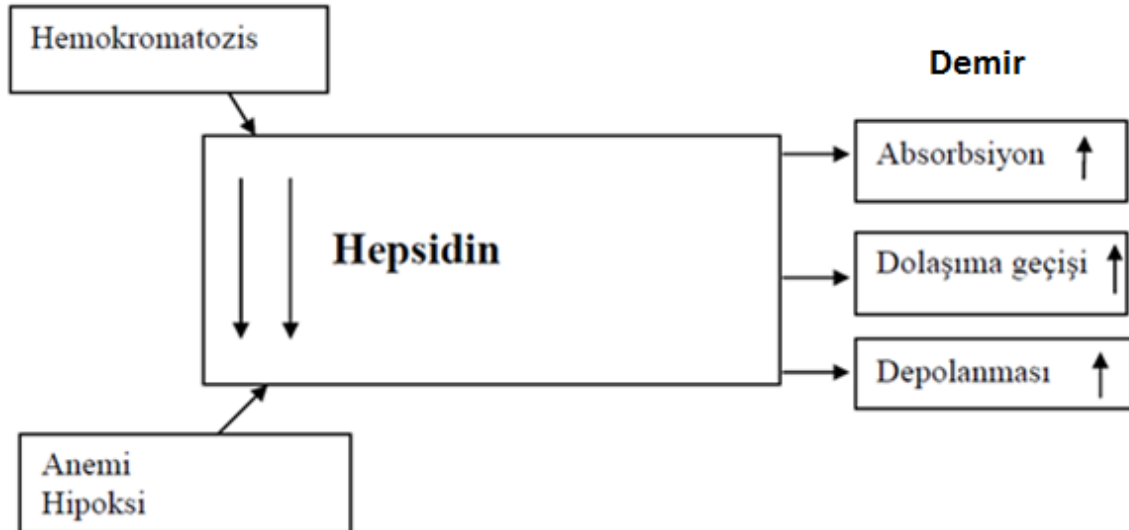 Hemokromatozis
Demir
Absorbsiyon
Hepsidin
Dolaşıma geçişi
Depolanması
Anemi
Hipoksi